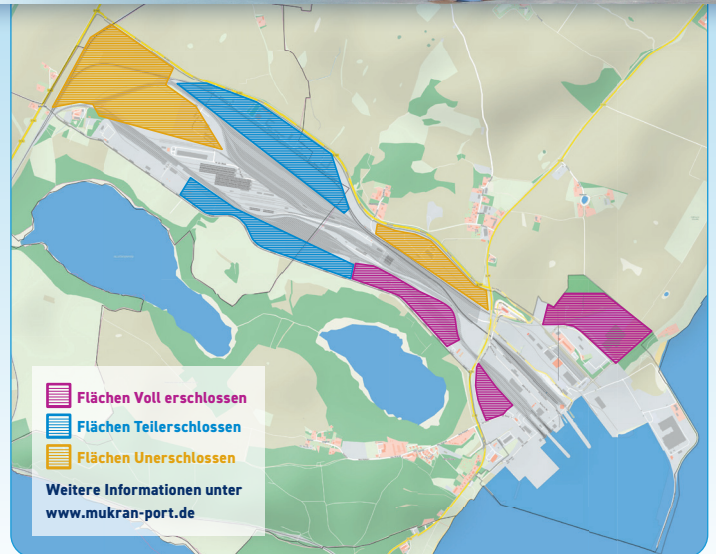 Flächen Voll erschlossen
Flächen Teilerschlossen
Flächen Unerschlossen
Weitere Informationen unter
www.mukran-port.de